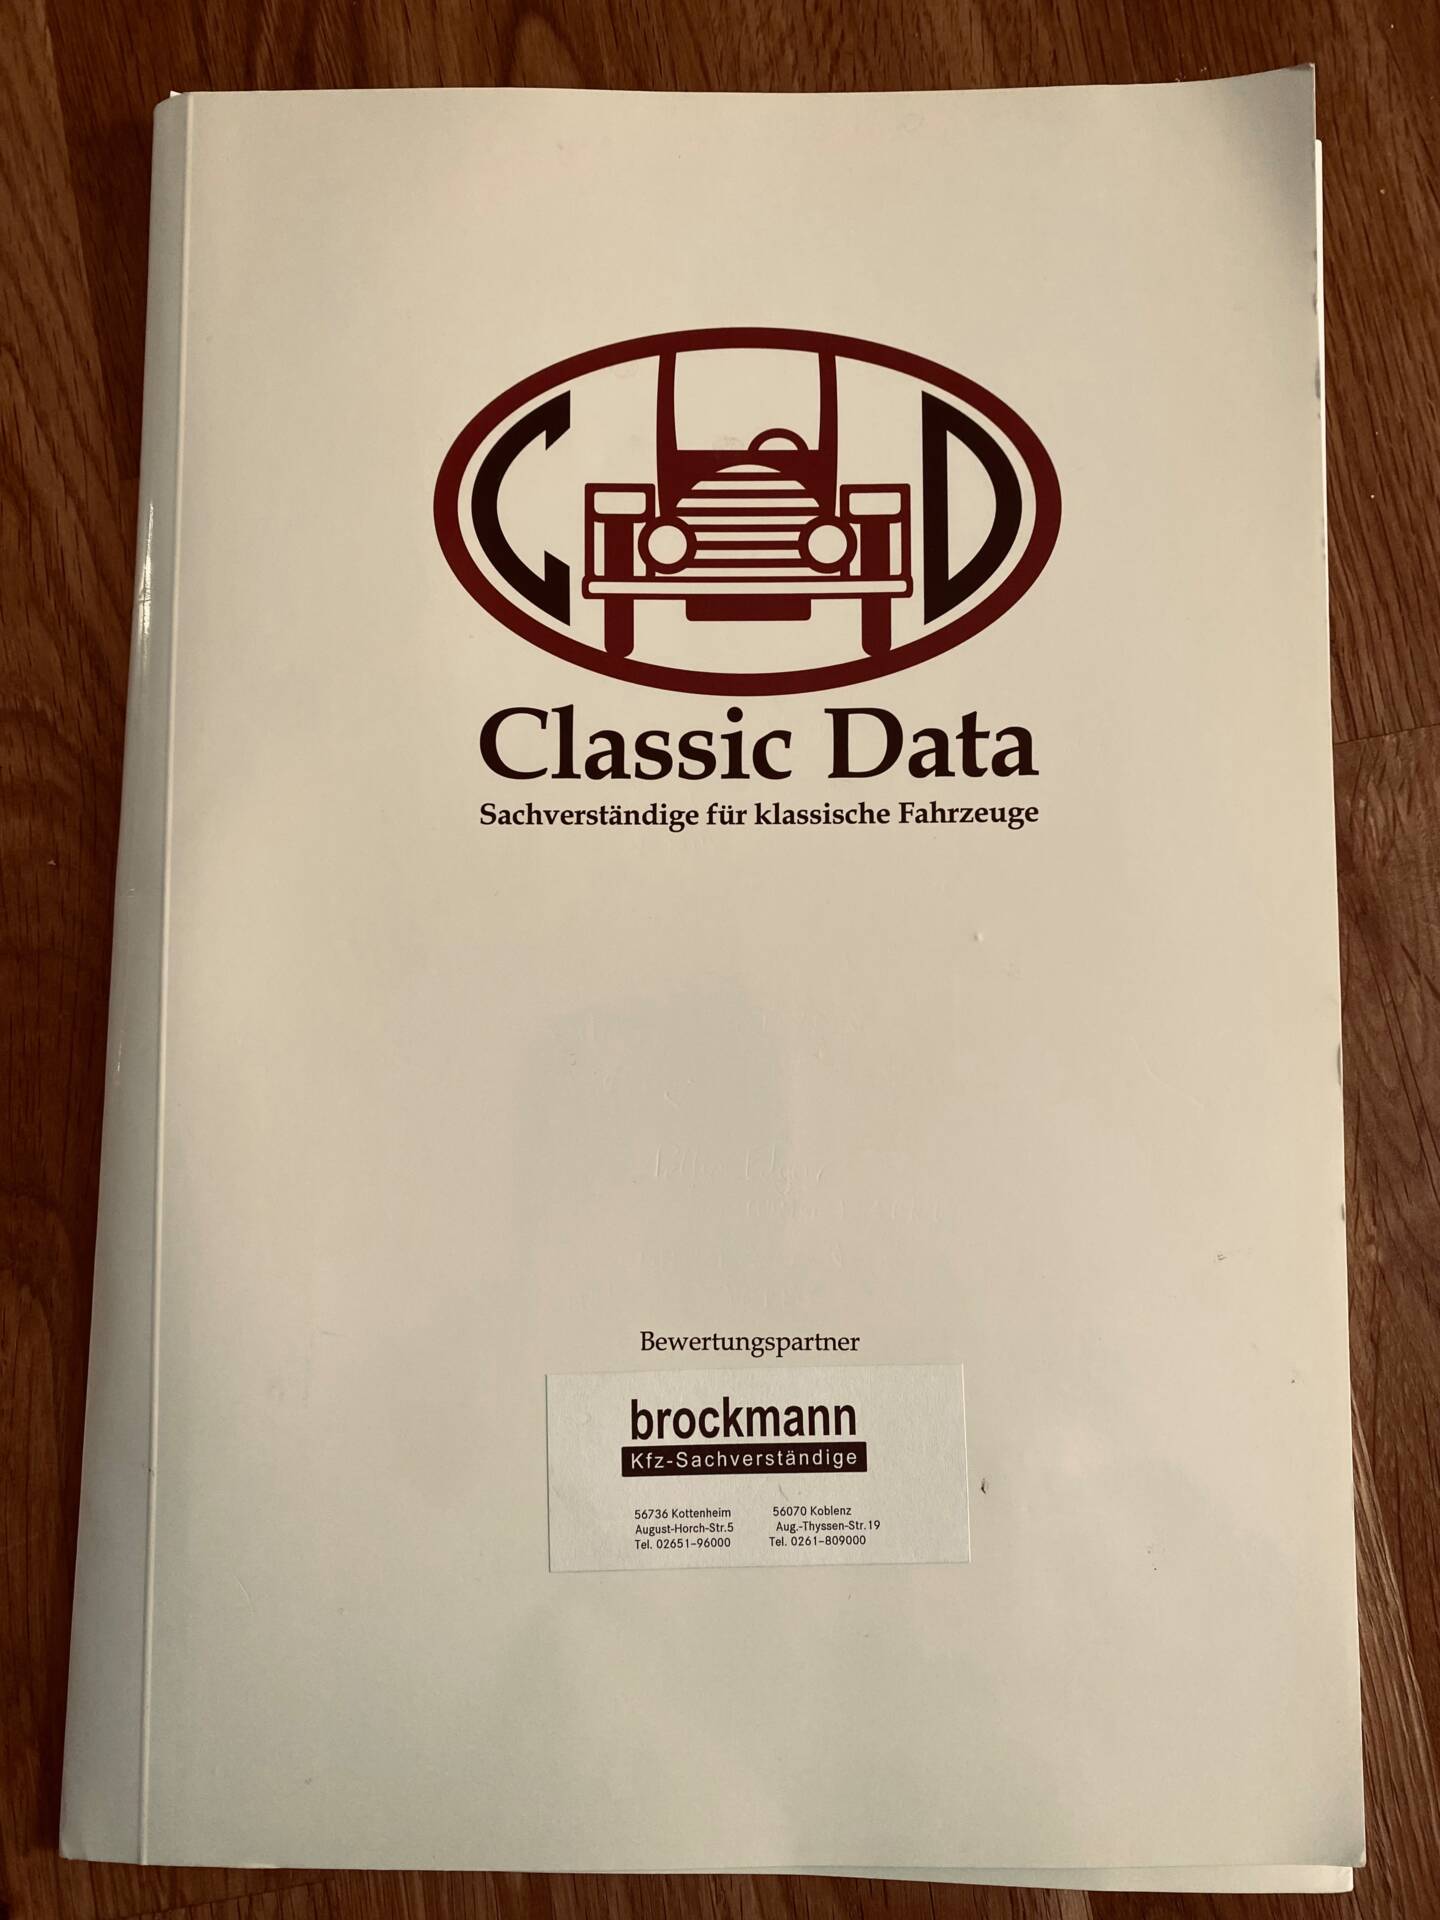 C D
Classic Data
Sachverständige für klassische Fahrzeuge
Bewertungspartner
brockmann
Kfz-Sachverständige
56736 Kottenheim
August-Horch-Str.5
Tel. 02651-96000
56070 Koblenz
Aug.-Thyssen-Str.19
Tel. 0261-809000